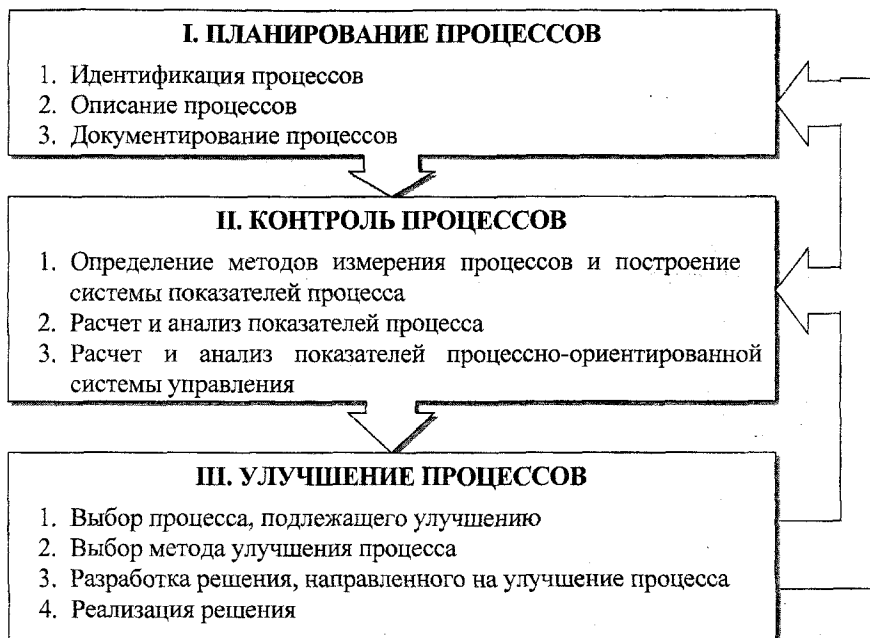 I. ПЛАНИРОВАНИЕ ПРОЦЕССОВ
1. Идентификация процессов
2. Описание процессов
3. Документирование процессов
II. КОНТРОЛЬ ПРОЦЕССОВ
1. Определение методов измерения процессов и построение
системы показателей процесса
2. Расчет и анализ показателей процесса
3. Расчет и анализ показателей процессно-ориентированной
системы управления
III. УЛУЧШЕНИЕ ПРОЦЕССОВ
1. Выбор процесса, подлежащего улучшению
2. Выбор метода улучшения процесса
3. Разработка решения, направленного на улучшение процесса
4. Реализация решения